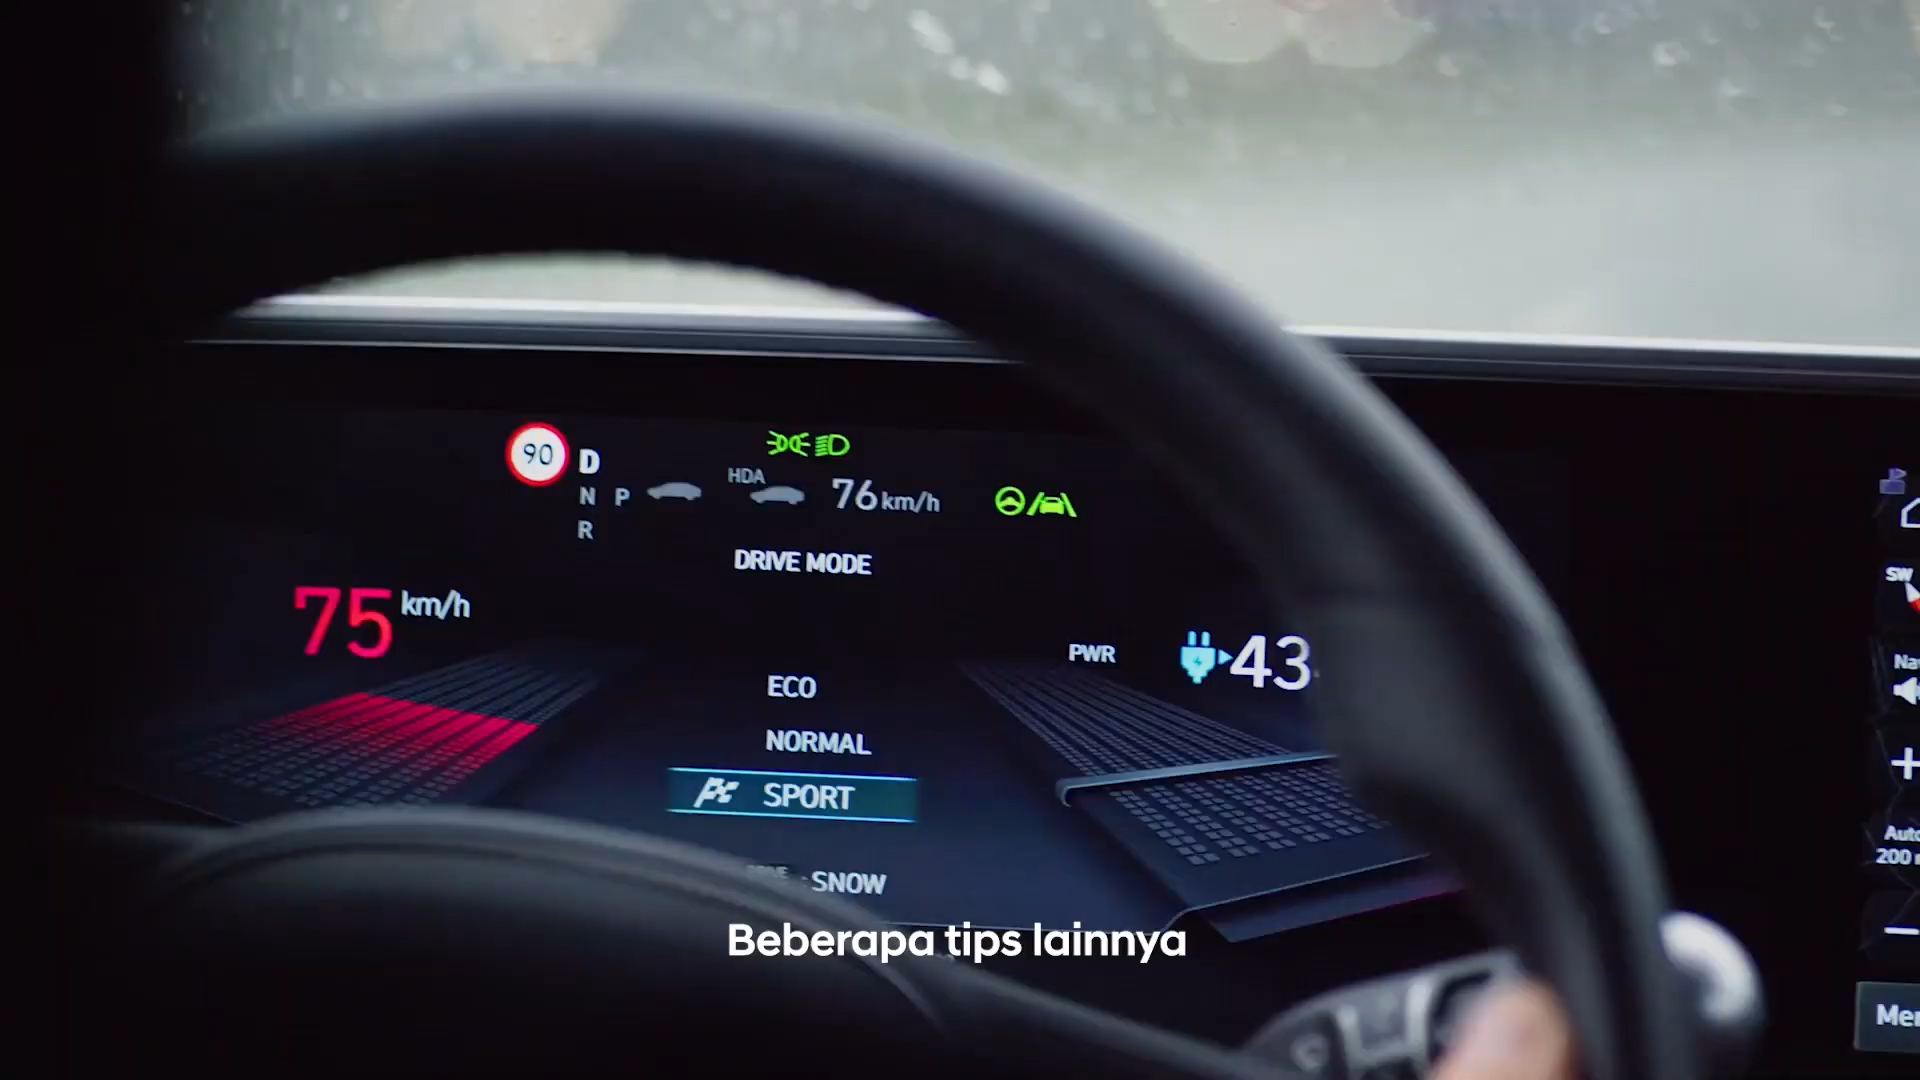 90
D
N P
R
HDA
76 km/h
DRIVE MODE
75 km/h
PWR
43
ECO
NORMAL
SPORT
SNOW
Beberapa tips lainnya
SW
200